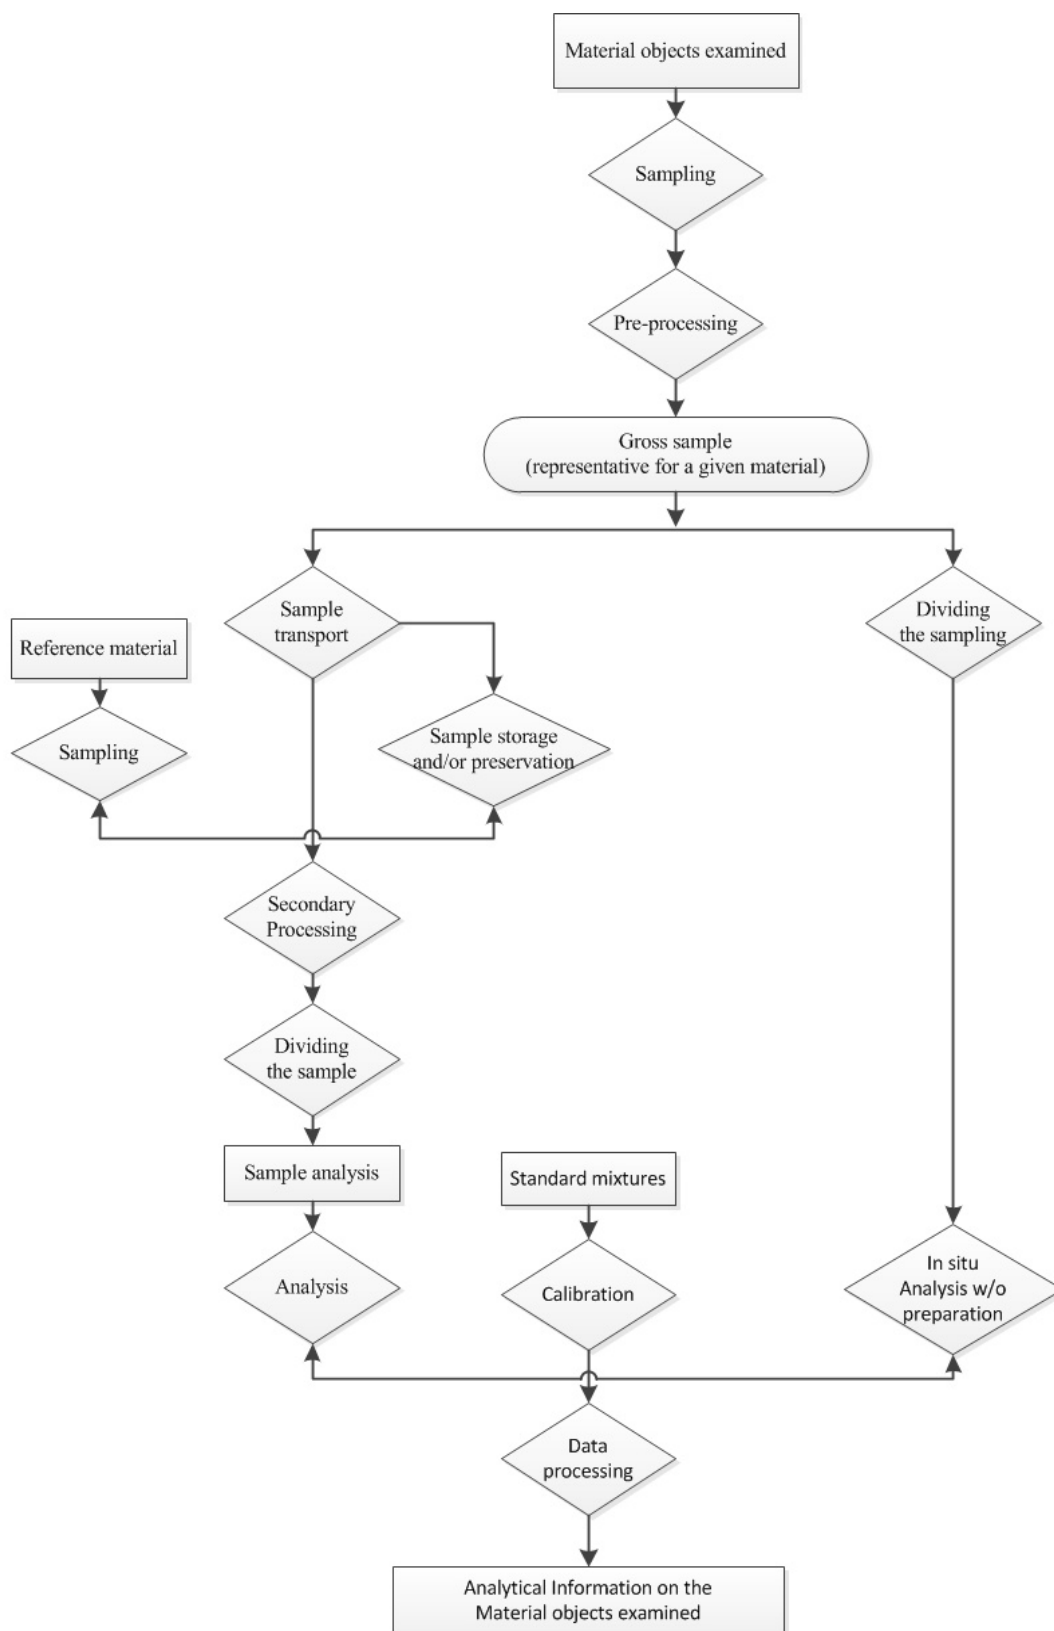 Material objects examined
Sampling
Pre-processing
Gross sample
(representative for a given material)
Sample
transport
Dividing
the sampling
Reference material
Sampling
Sample storage
and/or preservation
Secondary
Processing
Dividing
the sample
Sample analysis
Standard mixtures
Analysis
Calibration
In situ
Analysis w/o
preparation
Data
processing
Analytical Information on the
Material objects examined